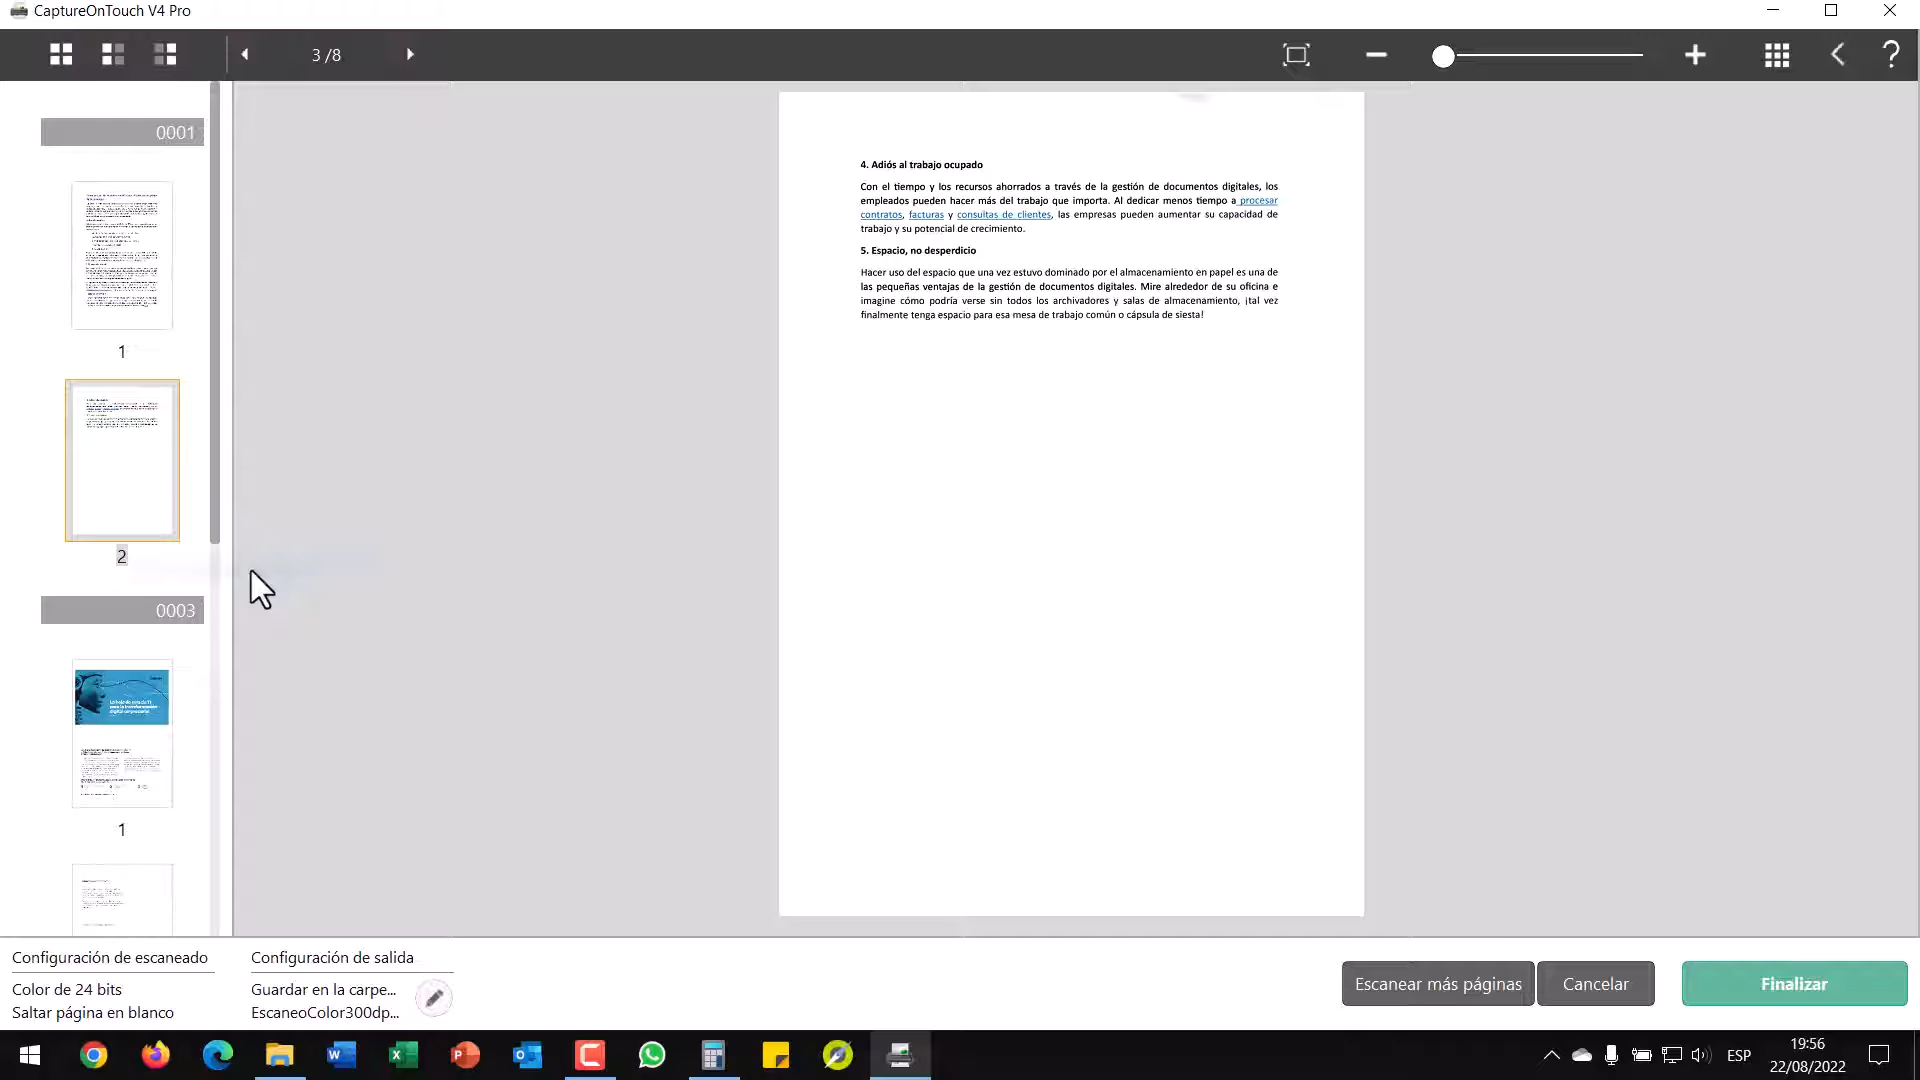 CaptureOnTouch V4 Pro
3 /8
0001
1
2
0003
1
4. Adiós al trabajo ocupado
Con el tiempo y los recursos ahorrados a través de la gestión de documentos digitales, los
empleados pueden hacer más del trabajo que importa. Al dedicar menos tiempo a procesar
contratos, facturas y consultas de clientes, las empresas pueden aumentar su capacidad de
trabajo y su potencial de crecimiento.
5. Espacio, no desperdicio
Hacer uso del espacio que una vez estuvo dominado por el almacenamiento en papel es una de
las pequeñas ventajas de la gestión de documentos digitales. Mire alrededor de su oficina e
imagine cómo podría verse sin todos los archivadores y salas de almacenamiento, ¡tal vez
finalmente tenga espacio para esa mesa de trabajo común o cápsula de siesta!
Configuración de escaneado
Color de 24 bits
Saltar página en blanco
Configuración de salida
Guardar en la carpe...
EscaneoColor300dp...
Escanear más páginas
Cancelar
Finalizar
ESP
19:56
22/08/2022